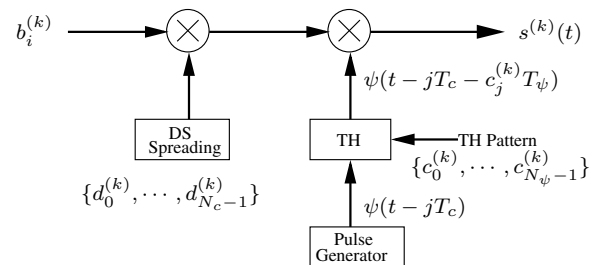 b_i^{(k)}
s^{(k)}(t)
ψ(t − jT_c − c_j^{(k)}T_ψ)
DS
Spreading
TH
TH Pattern
{d_0^{(k)}, ⋯ , d_{N_c−1}^{(k)}}
{c_0^{(k)}, ⋯ , c_{N_ψ−1}^{(k)}}
ψ(t − jT_c)
Pulse
Generator